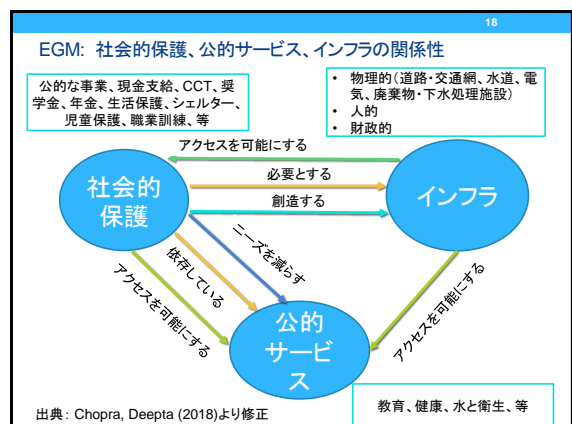 18
EGM: 社会的保護、公的サービス、インフラの関係性
公的な事業、現金支給、CCT、奨
学金、年金、生活保護、シェルター、
児童保護、職業訓練、等
• 物理的（道路・交通網、水道、電
気、廃棄物・下水処理施設）
• 人的
• 財政的
アクセスを可能にする
必要とする
創造する
社会的
保護
インフラ
ニーズを減らす
依存している
アクセスを可能にする
アクセスを可能にする
公的
サービ
ス
教育、健康、水と衛生、等
出典： Chopra, Deepta (2018)より修正